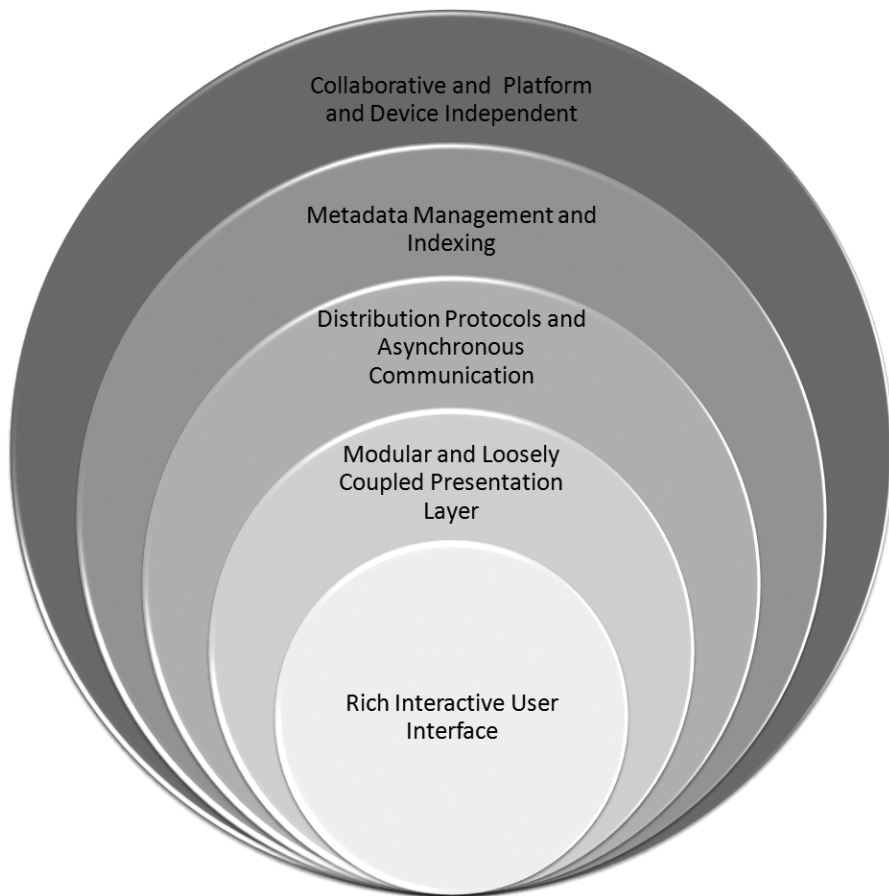 Collaborative and  Platform
and Device Independent
Metadata Management and
Indexing
Distribution Protocols and
Asynchronous
Communication
Modular and Loosely
Coupled Presentation
Layer
Rich Interactive User
Interface